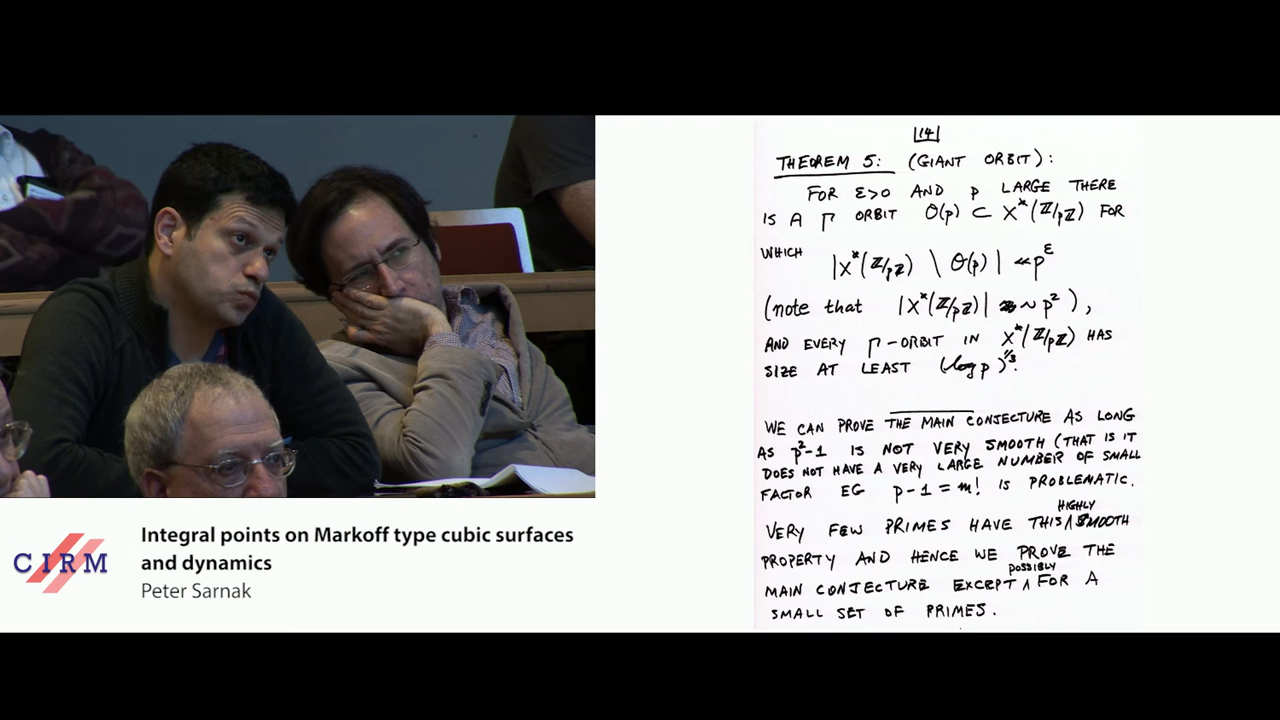 |14|
THEOREM 5: (GIANT ORBIT):
FOR ε>0 AND P LARGE THERE
IS A Γ ORBIT O(p) ⊂ X*(ℤ/pℤ) FOR
WHICH |X*(ℤ/pℤ) \ O(p)| ≪ p^ε
(note that |X*(ℤ/pℤ)| ~ p²),
AND EVERY Γ-ORBIT IN X*(ℤ/pℤ) HAS
SIZE AT LEAST (log p)^{1/3}.
WE CAN PROVE THE MAIN CONJECTURE AS LONG
AS p²-1 IS NOT VERY SMOOTH (THAT IS IT
DOES NOT HAVE A VERY LARGE NUMBER OF SMALL
FACTOR EG p-1 = m! IS PROBLEMATIC.
VERY FEW PRIMES HAVE THIS HIGHLY SMOOTH
PROPERTY AND HENCE WE PROVE THE
MAIN CONJECTURE EXCEPT POSSIBLY FOR A
SMALL SET OF PRIMES.
CIRM
Integral points on Markoff type cubic surfaces
and dynamics
Peter Sarnak